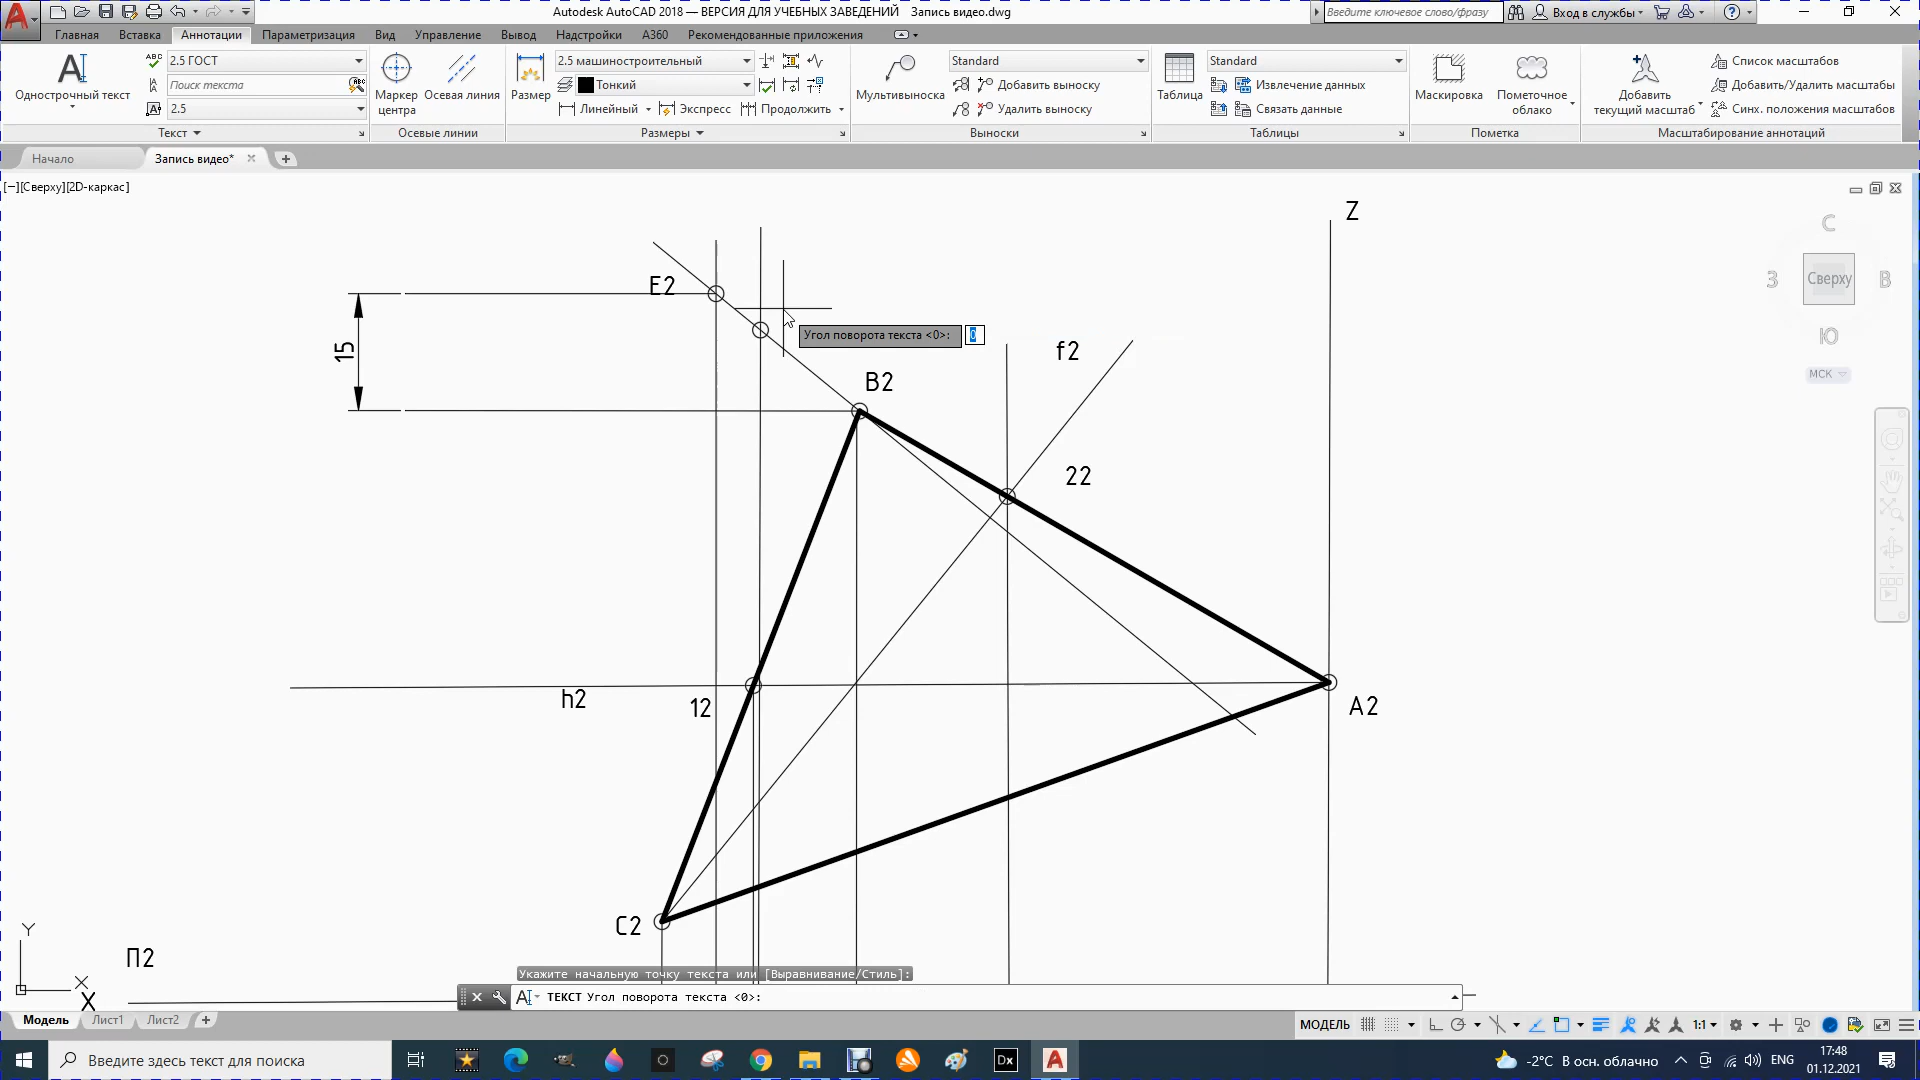 Autodesk AutoCAD 2018 — ВЕРСИЯ ДЛЯ УЧЕБНЫХ ЗАВЕДЕНИЙ Запись видео.dwg
Введите ключевое слово/фразу
Вход в службы
Главная Вставка Аннотации Параметризация Вид Управление Вывод Надстройки A360 Рекомендованные приложения
Однострочный текст
2.5 ГОСТ
Поиск текста
2.5
Текст
Маркер центра
Осевая линия
Осевые линии
Размер
2.5 машиностроительный
Тонкий
Линейный Экспресс Продолжить
Размеры
Мультивыноска
Standard
Добавить выноску
Удалить выноску
Выноски
Таблица
Standard
Извлечение данных
Связать данные
Таблицы
Маскировка
Пометочное облако
Пометка
Добавить текущий масштаб
Список масштабов
Добавить/Удалить масштабы
Синх. положения масштаба
Масштабирование аннотаций
Начало Запись видео*
[−][Сверху][2D-каркас]
Z
С
З Сверху В
Ю
МСК
E2
15
Угол поворота текста <0>: 0
f2
B2
22
h2
12
A2
C2
П2
Y
X
X
Укажите начальную точку текста или [Выравнивание/Стиль]:
ТЕКСТ Угол поворота текста <0>:
Модель Лист1 Лист2
МОДЕЛЬ 1:1
Введите здесь текст для поиска
Dx
-2°C В осн. облачно
ENG
17:48
01.12.2021